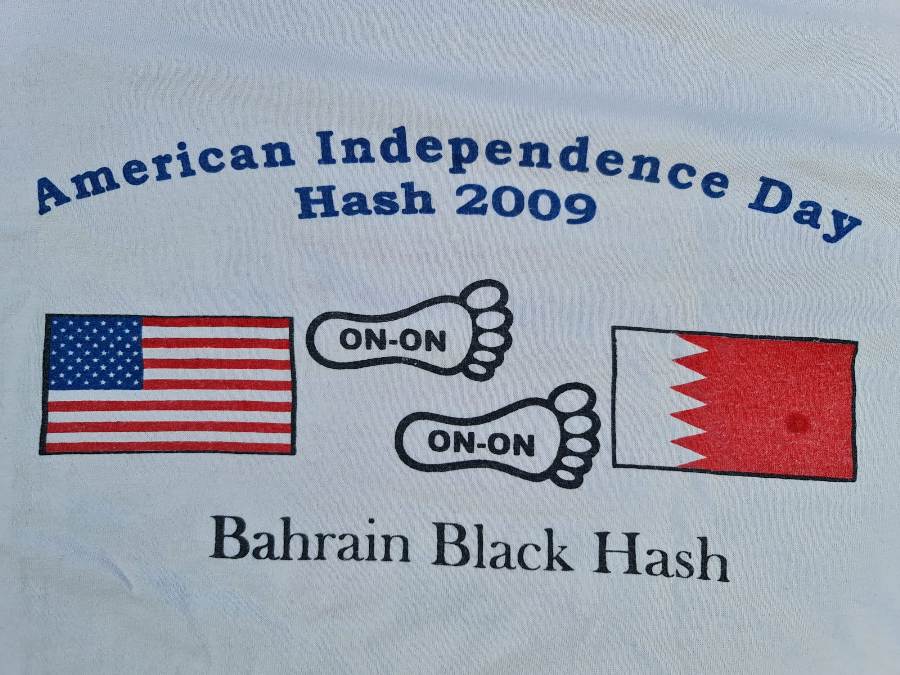 American Independence Day
Hash 2009
ON-ON
ON-ON
Bahrain Black Hash